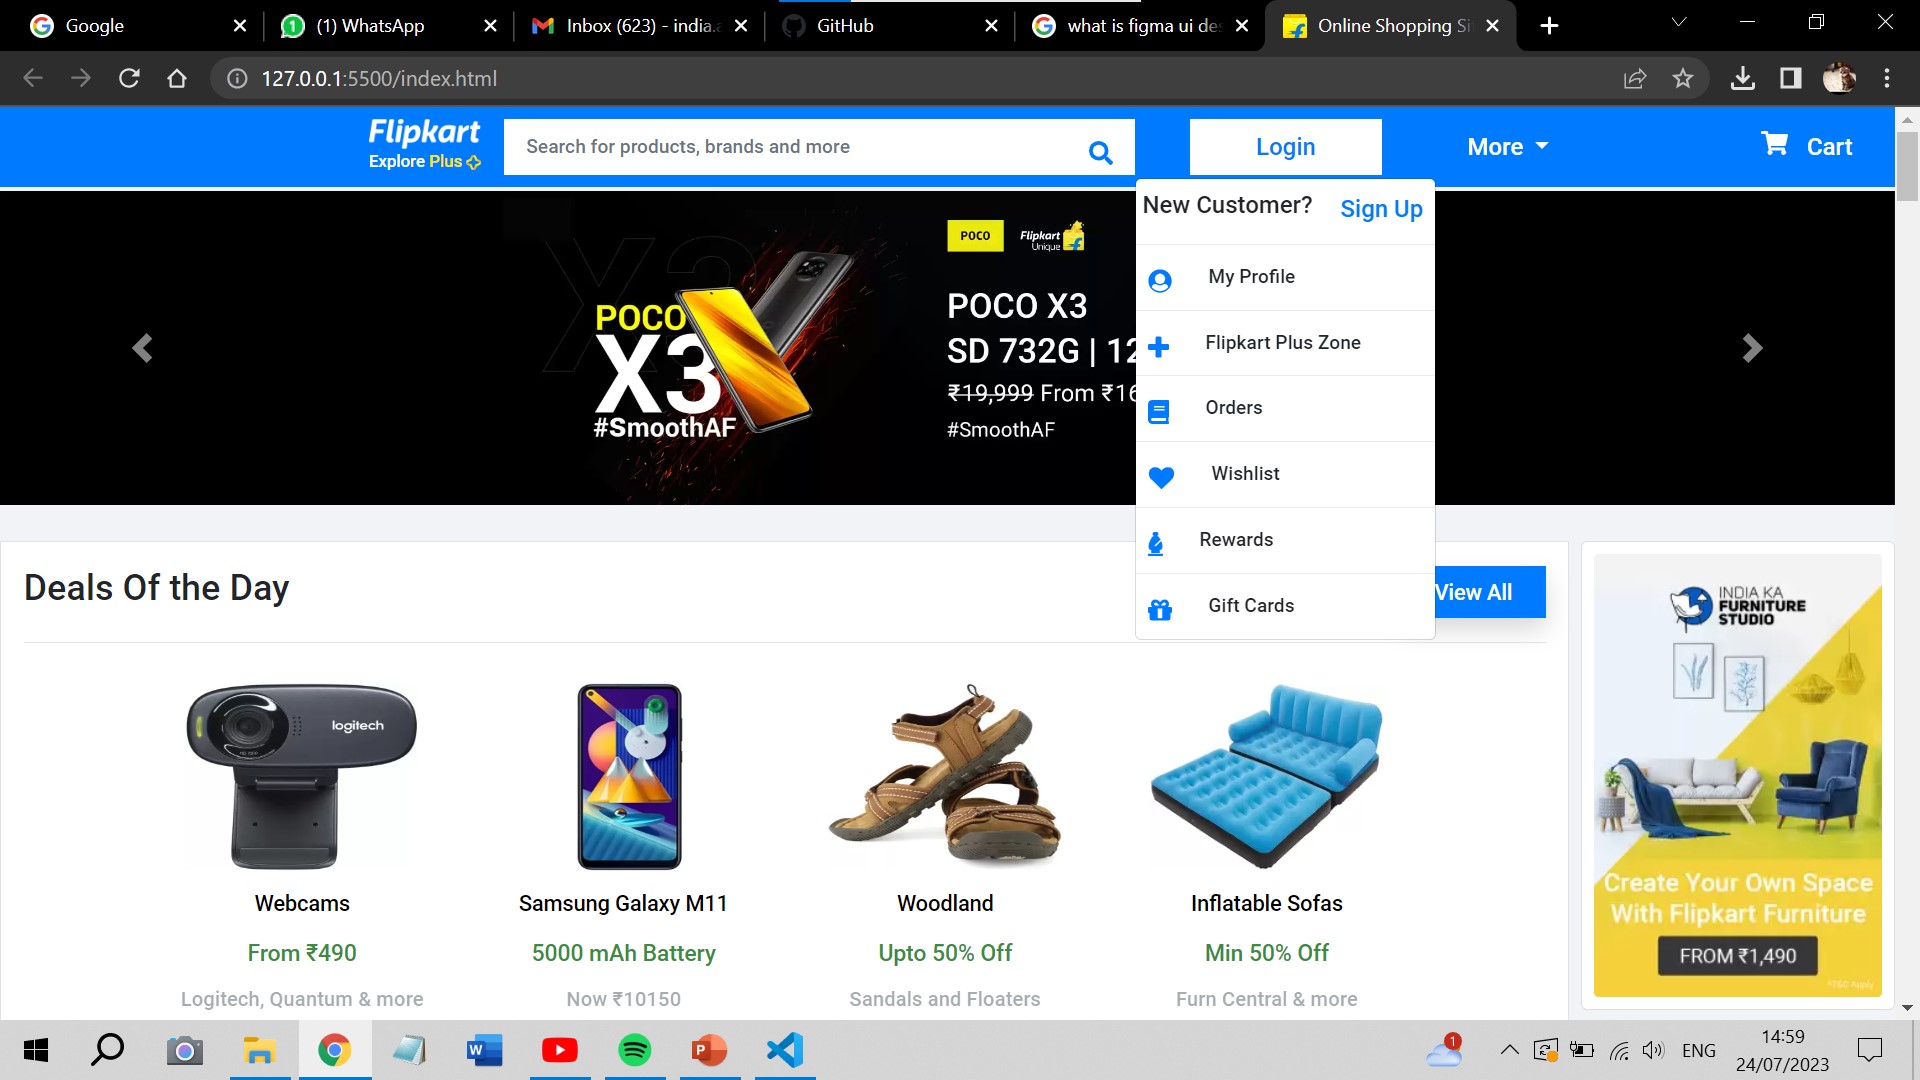 Google
(1) WhatsApp
Inbox (623) - india.a
GitHub
what is figma ui des
Online Shopping Si
127.0.0.1:5500/index.html
Flipkart
Explore Plus
Search for products, brands and more
Login
More
Cart
New Customer? Sign Up
My Profile
Flipkart Plus Zone
Orders
Wishlist
Rewards
Gift Cards
POCO
Flipkart
Unique
X3
POCO
X3
#SmoothAF
POCO X3
SD 732G | 12
₹19,999 From ₹16
#SmoothAF
Deals Of the Day
View All
logitech
Webcams
From ₹490
Logitech, Quantum & more
Samsung Galaxy M11
5000 mAh Battery
Now ₹10150
Woodland
Upto 50% Off
Sandals and Floaters
Inflatable Sofas
Min 50% Off
Furn Central & more
INDIA KA
FURNITURE
STUDIO
Create Your Own Space
With Flipkart Furniture
FROM ₹1,490
*T&C Apply
1
ENG
14:59
24/07/2023